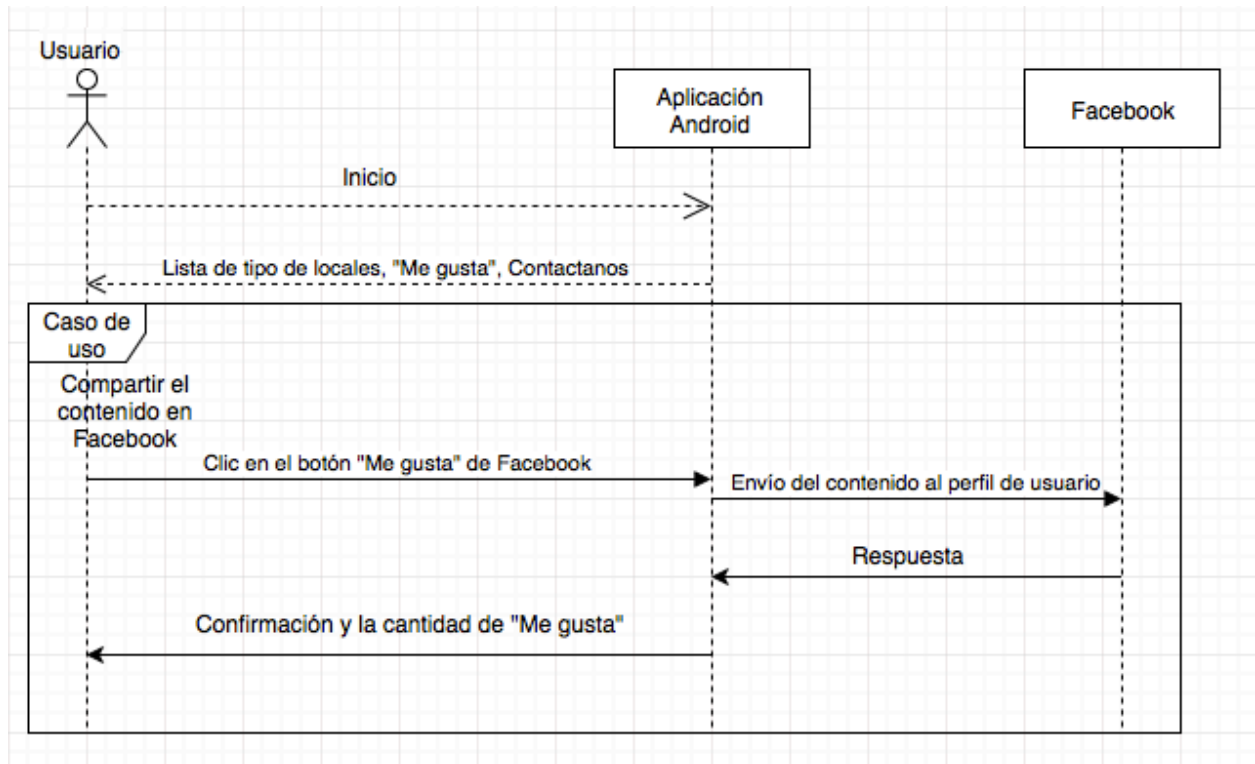 Usuario
Aplicación
Android
Facebook
Inicio
Lista de tipo de locales, "Me gusta", Contactanos
Caso de
uso
Compartir el
contenido en
Facebook
Clic en el botón "Me gusta" de Facebook
Envío del contenido al perfil de usuario
Respuesta
Confirmación y la cantidad de "Me gusta"